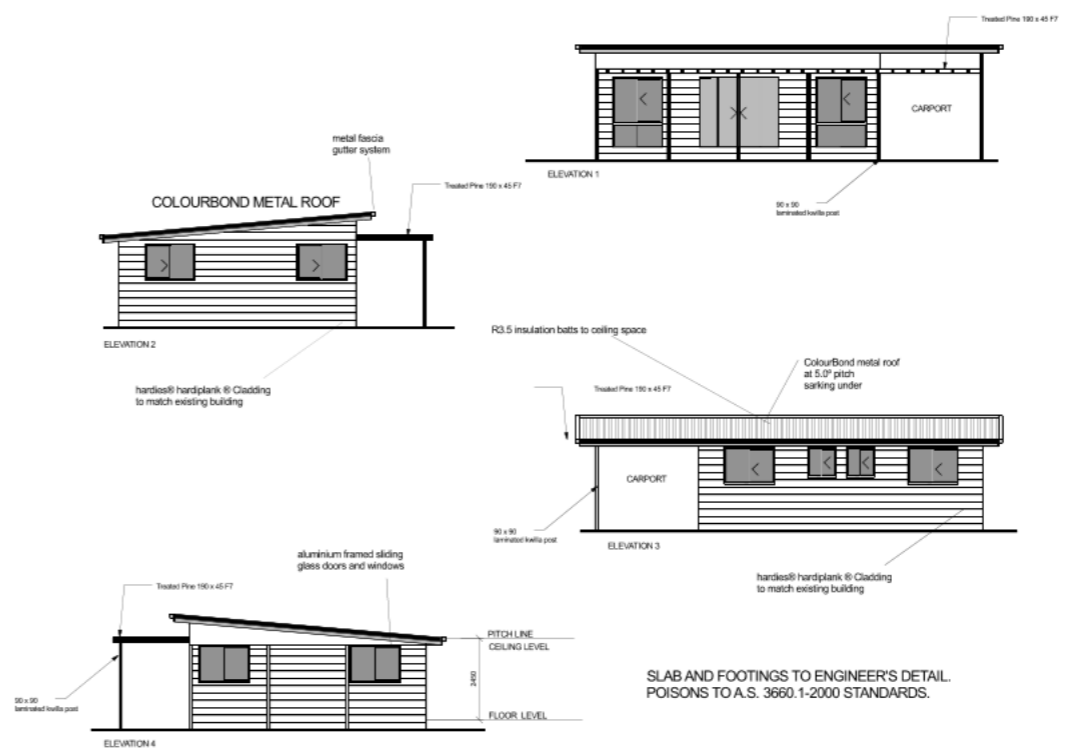 Treated Pine 190 x 45 F7
CARPORT
ELEVATION 1
90 x 90
laminated kwilla post
metal fascia
gutter system
Treated Pine 190 x 45 F7
COLOURBOND METAL ROOF
ELEVATION 2
hardies® hardiplank ® Cladding
to match existing building
R3.5 insulation batts to ceiling space
ColourBond metal roof
at 5.0º pitch
sarking under
Treated Pine 190 x 45 F7
CARPORT
90 x 90
laminated kwilla post
ELEVATION 3
hardies® hardiplank ® Cladding
to match existing building
aluminium framed sliding
glass doors and windows
Treated Pine 190 x 45 F7
PITCH LINE
CEILING LEVEL
2450
FLOOR LEVEL
90 x 90
laminated kwilla post
ELEVATION 4
SLAB AND FOOTINGS TO ENGINEER'S DETAIL.
POISONS TO A.S. 3660.1-2000 STANDARDS.